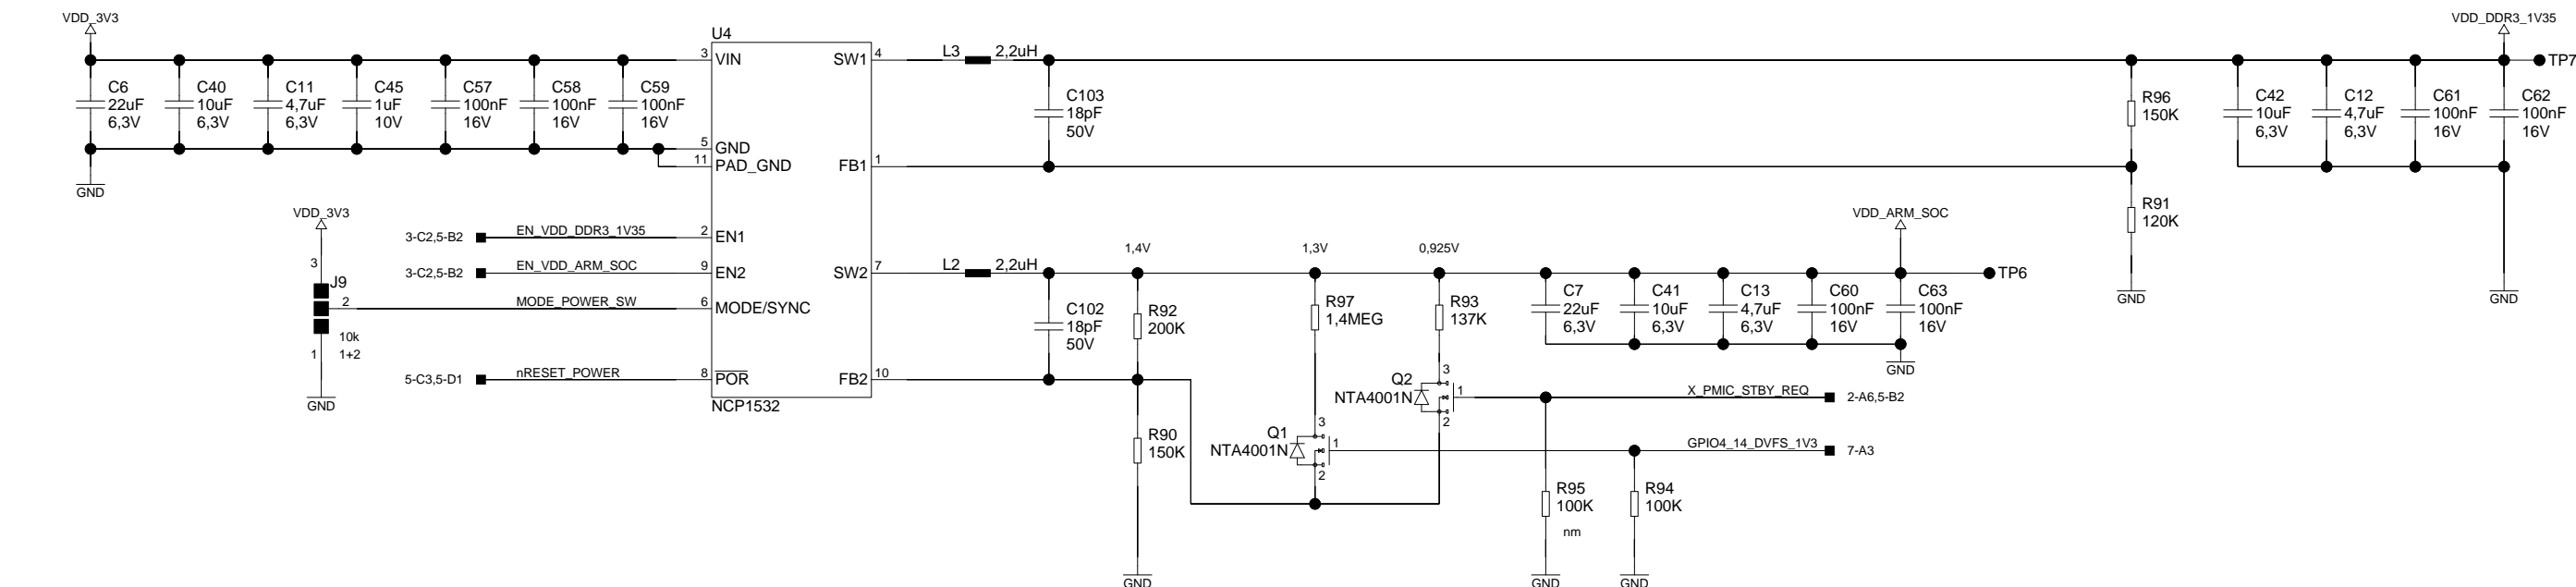 VDD_3V3
C6
22uF
6,3V
C40
10uF
6,3V
C11
4,7uF
6,3V
C45
1uF
10V
C57
100nF
16V
C58
100nF
16V
C59
100nF
16V
GND
U4
3 VIN
5 GND
11 PAD_GND
2 EN1
9 EN2
6 MODE/SYNC
8 POR
SW1 4
FB1 1
SW2 7
FB2 10
NCP1532
3-C2,5-B2 EN_VDD_DDR3_1V35
3-C2,5-B2 EN_VDD_ARM_SOC
MODE_POWER_SW
5-C3,5-D1 nRESET_POWER
VDD_3V3
3
J9
2
10k
1 1+2
GND
L3 2,2uH
C103
18pF
50V
VDD_DDR3_1V35
TP7
R96
150K
R91
120K
GND
C42
10uF
6,3V
C12
4,7uF
6,3V
C61
100nF
16V
C62
100nF
16V
GND
L2 2,2uH
1,4V
1,3V
0,925V
VDD_ARM_SOC
TP6
C102
18pF
50V
R92
200K
R97
1,4MEG
R93
137K
C7
22uF
6,3V
C41
10uF
6,3V
C13
4,7uF
6,3V
C60
100nF
16V
C63
100nF
16V
GND
R90
150K
GND
3
Q2
NTA4001N
1
2
X_PMIC_STBY_REQ
2-A6,5-B2
3
Q1
NTA4001N
1
2
GPIO4_14_DVFS_1V3
7-A3
R95
100K
nm
GND
R94
100K
GND